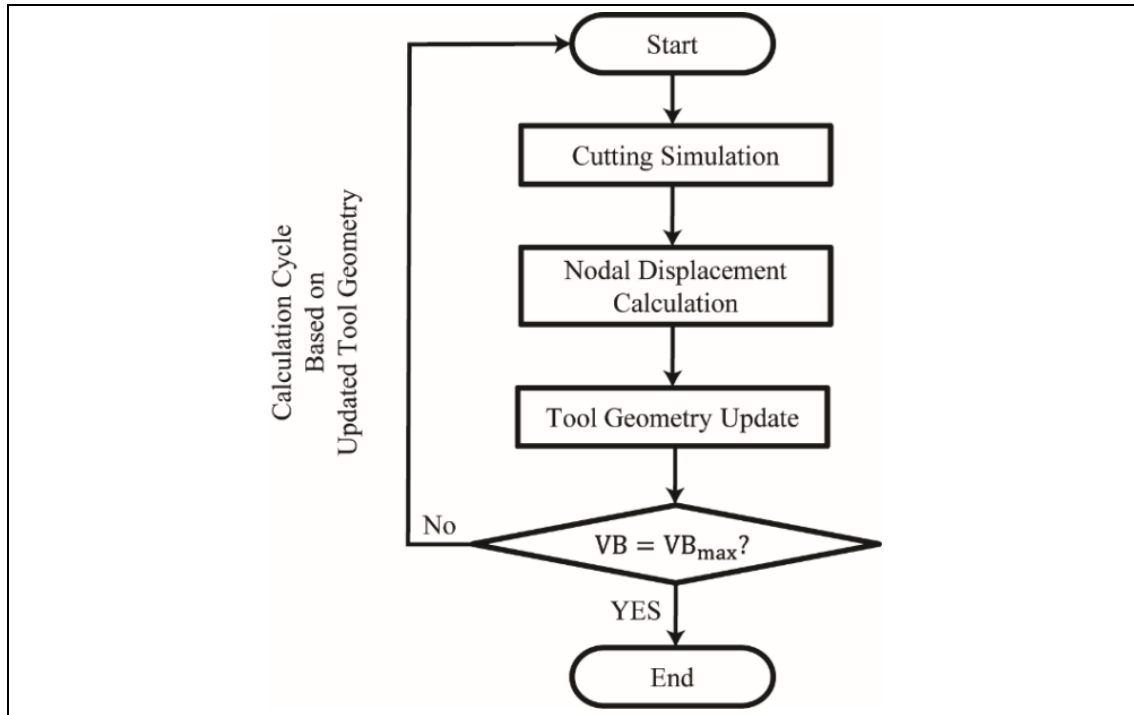 Start
Cutting Simulation
Nodal Displacement
Calculation
Tool Geometry Update
Calculation Cycle
Based on
Updated Tool Geometry
No
VB = VBmax?
YES
End